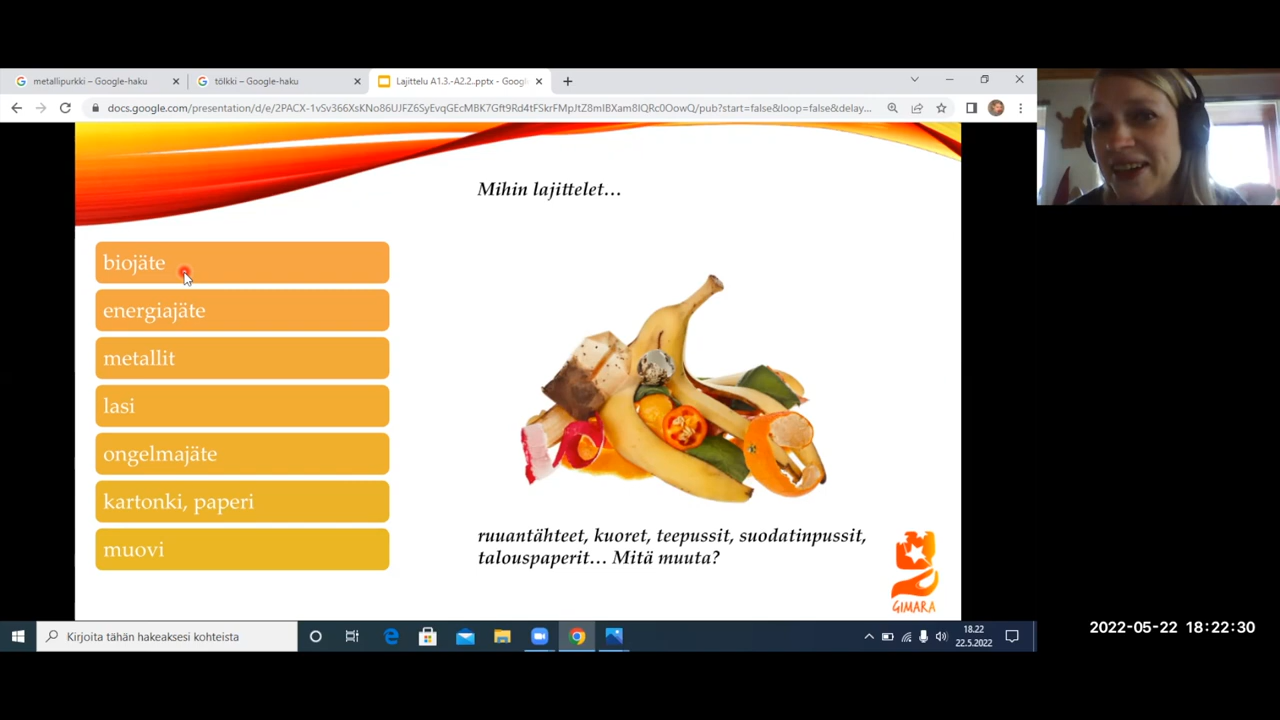 metallipurkki – Google-haku
tölkki – Google-haku
Lajittelu A1.3.-A2.2..pptx - Goog
docs.google.com/presentation/d/e/2PACX-1vSv366XsKNo86UJFZ6SyEvqGEcMBK7Gft9Rd4tFSkrFMpJtZ8mIBXam8IQRc0OowQ/pub?start=false&loop=false&delay...
Mihin lajittelet...
biojäte
energiajäte
metallit
lasi
ongelmajäte
kartonki, paperi
muovi
ruuantähteet, kuoret, teepussit, suodatinpussit,
talouspaperit... Mitä muuta?
GIMARA
Kirjoita tähän hakeaksesi kohteista
18.22
22.5.2022
2022-05-22 18:22:30